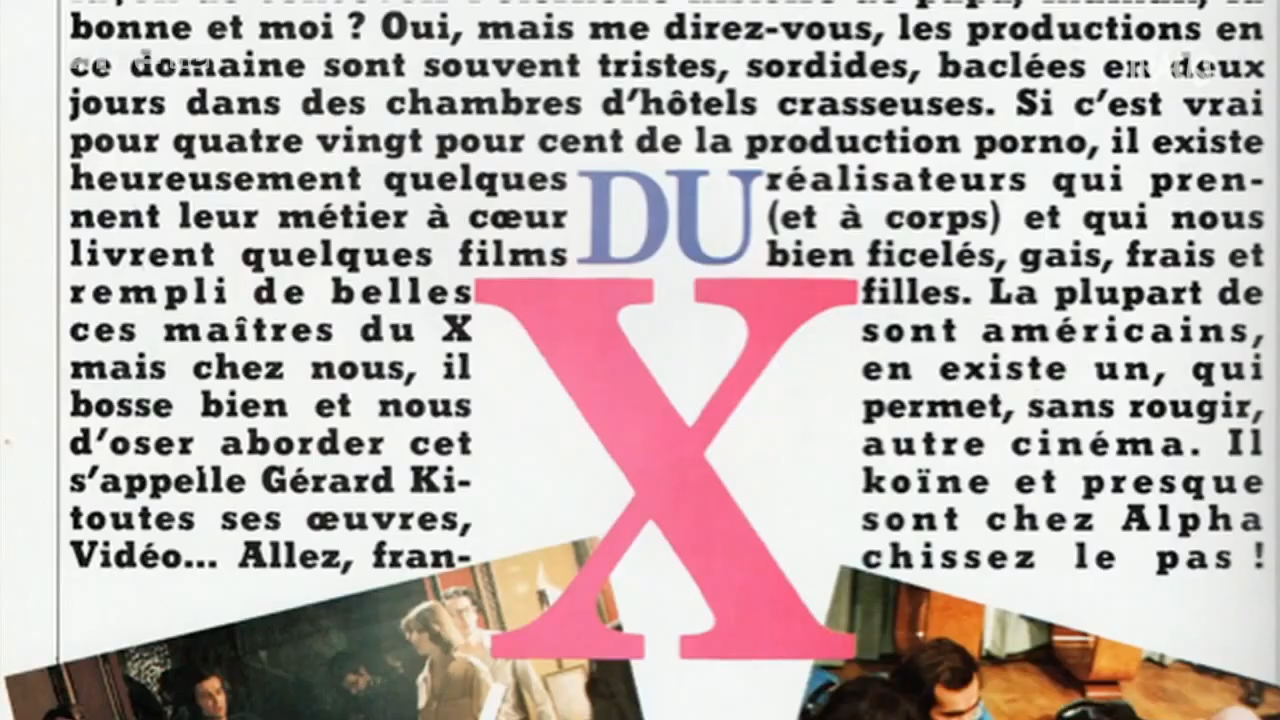 bonne et moi ? Oui, mais me direz-vous, les productions en
ce domaine sont souvent tristes, sordides, baclées en deux
jours dans des chambres d'hôtels crasseuses. Si c'est vrai
pour quatre vingt pour cent de la production porno, il existe
heureusement quelques réalisateurs qui pren-
nent leur métier à cœur (et à corps) et qui nous
livrent quelques films bien ficelés, gais, frais et
rempli de belles filles. La plupart de
ces maîtres du X sont américains,
mais chez nous, il en existe un, qui
bosse bien et nous permet, sans rougir,
d'oser aborder cet autre cinéma. Il
s'appelle Gérard Ki- koïne et presque
toutes ses œuvres, sont chez Alpha
Vidéo... Allez, fran- chissez le pas !
DU
X